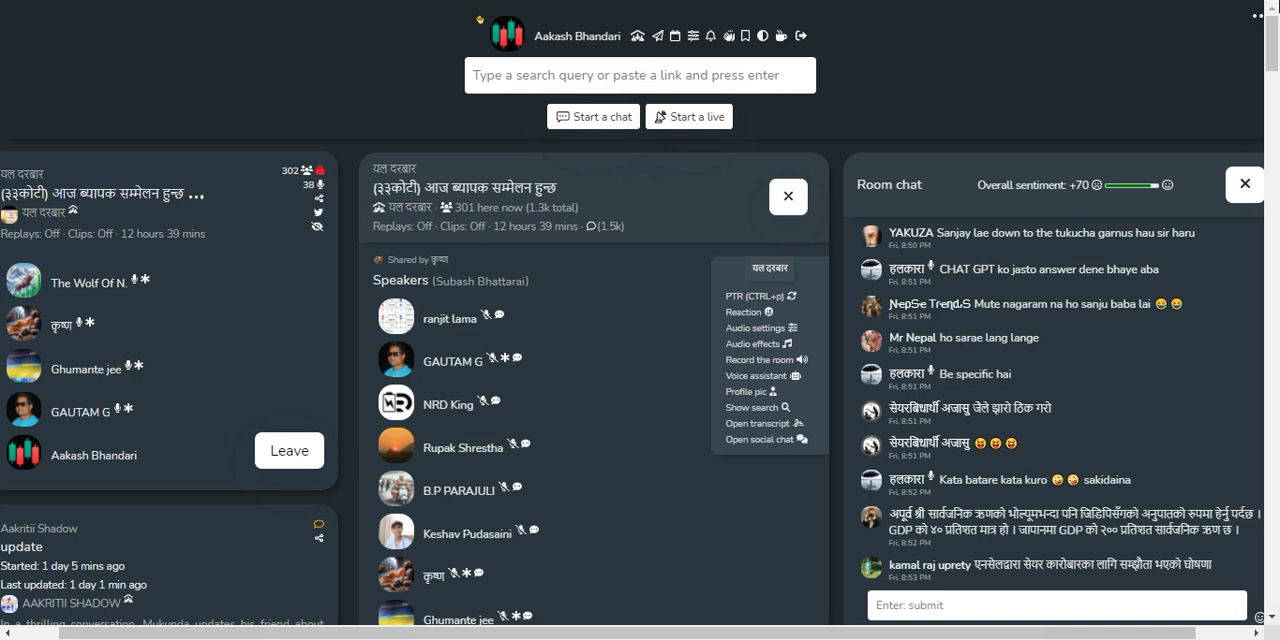 Aakash Bhandari
Type a search query or paste a link and press enter
Start a chat
Start a live
यल दरबार
302
(३३कोटी) आज ब्यापक सम्मेलन हुन्छ ...
38
यल दरबार
Replays: Off · Clips: Off · 12 hours 39 mins
The Wolf Of N.
कृष्ण
Ghumante jee
GAUTAM G
Aakash Bhandari
Leave
Aakritii Shadow
update
Started: 1 day 5 mins ago
Last updated: 1 day 1 min ago
AAKRITII SHADOW
In a thrilling conversation, Mukunda updates his friend about
यल दरबार
(३३कोटी) आज ब्यापक सम्मेलन हुन्छ
यल दरबार · 301 here now (1.3k total)
Replays: Off · Clips: Off · 12 hours 39 mins · (1.5k)
Shared by कृष्ण
Speakers (Subash Bhattarai)
ranjit lama
GAUTAM G
NRD King
Rupak Shrestha
B.P PARAJULI
Keshav Pudasaini
कृष्ण
Ghumante jee
यल दरबार
PTR (CTRL+p)
Reaction
Audio settings
Audio effects
Record the room
Voice assistant
Profile pic
Show search
Open transcript
Open social chat
Room chat
Overall sentiment: +70
YAKUZA Sanjay lae down to the tukucha garnus hau sir haru
Fri, 8:50 PM
हलकारा CHAT GPT ko jasto answer dene bhaye aba
Fri, 8:51 PM
ƝҽρSҽ TɾҽղԃՏ Mute nagaram na ho sanju baba lai 😄 😄
Fri, 8:51 PM
Mr Nepal ho sarae lang lange
Fri, 8:51 PM
हलकारा Be specific hai
Fri, 8:51 PM
सेयरबिधार्थी अजासु जेले झारो ठिक गरो
Fri, 8:51 PM
सेयरबिधार्थी अजासु 😝 😝 😝
Fri, 8:51 PM
हलकारा Kata batare kata kuro 🤪 🤪 sakidaina
Fri, 8:52 PM
अपूर्व श्री सार्वजनिक ऋणको भोल्यूमभन्दा पनि जिडिपिसँगको अनुपातको रुपमा हेर्नु पर्दछ ।
GDP को ४० प्रतिशत मात्र हो । जापानमा GDP को २०० प्रतिशत सार्वजनिक ऋण छ ।
Fri, 8:52 PM
kamal raj uprety एनसेलद्वारा सेयर कारोबारका लागि सम्झौता भएको घोषणा
Fri, 8:53 PM
Enter: submit